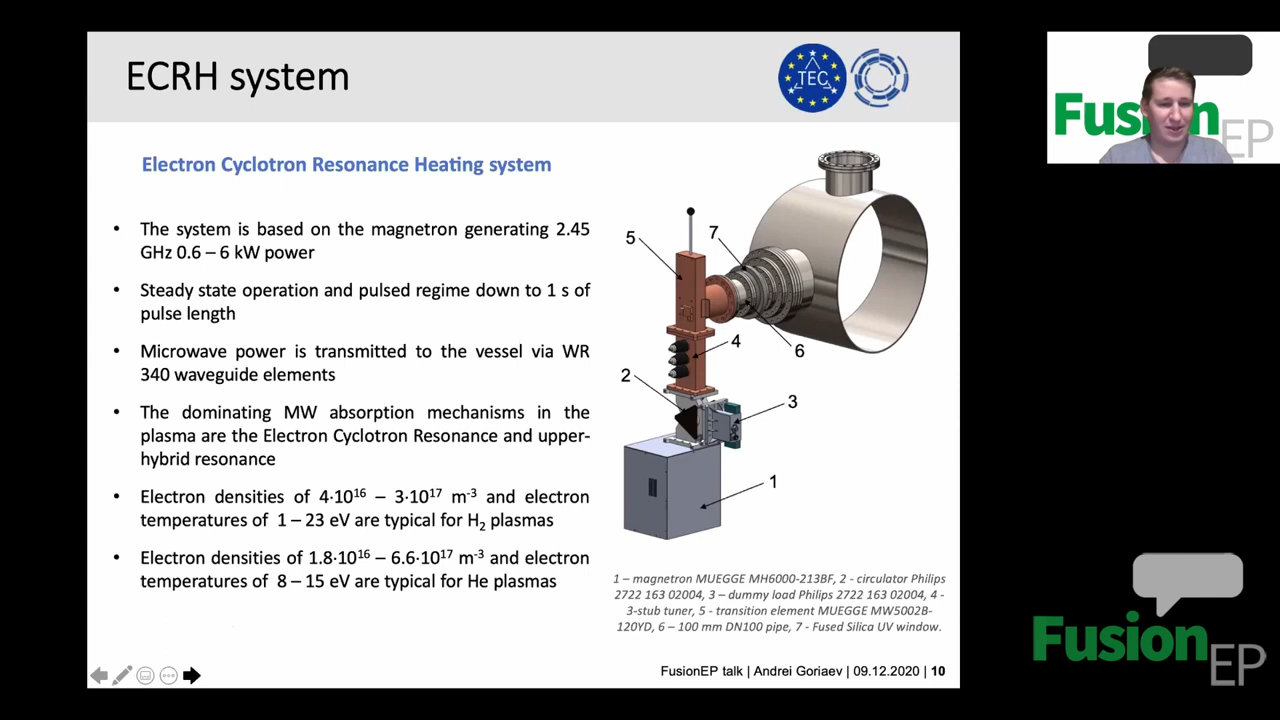 ECRH system
TEC
Electron Cyclotron Resonance Heating system
• The system is based on the magnetron generating 2.45
GHz 0.6 – 6 kW power
• Steady state operation and pulsed regime down to 1 s of
pulse length
• Microwave power is transmitted to the vessel via WR
340 waveguide elements
• The dominating MW absorption mechanisms in the
plasma are the Electron Cyclotron Resonance and upper-
hybrid resonance
• Electron densities of 4·10¹⁶ – 3·10¹⁷ m⁻³ and electron
temperatures of 1 – 23 eV are typical for H₂ plasmas
• Electron densities of 1.8·10¹⁶ – 6.6·10¹⁷ m⁻³ and electron
temperatures of 8 – 15 eV are typical for He plasmas
5
7
4
6
2
3
1
1 – magnetron MUEGGE MH6000-213BF, 2 - circulator Philips
2722 163 02004, 3 – dummy load Philips 2722 163 02004, 4 -
3-stub tuner, 5 - transition element MUEGGE MW5002B-
120YD, 6 – 100 mm DN100 pipe, 7 - Fused Silica UV window.
FusionEP talk | Andrei Goriaev | 09.12.2020 | 10
Fusion
EP
Fusion
EP